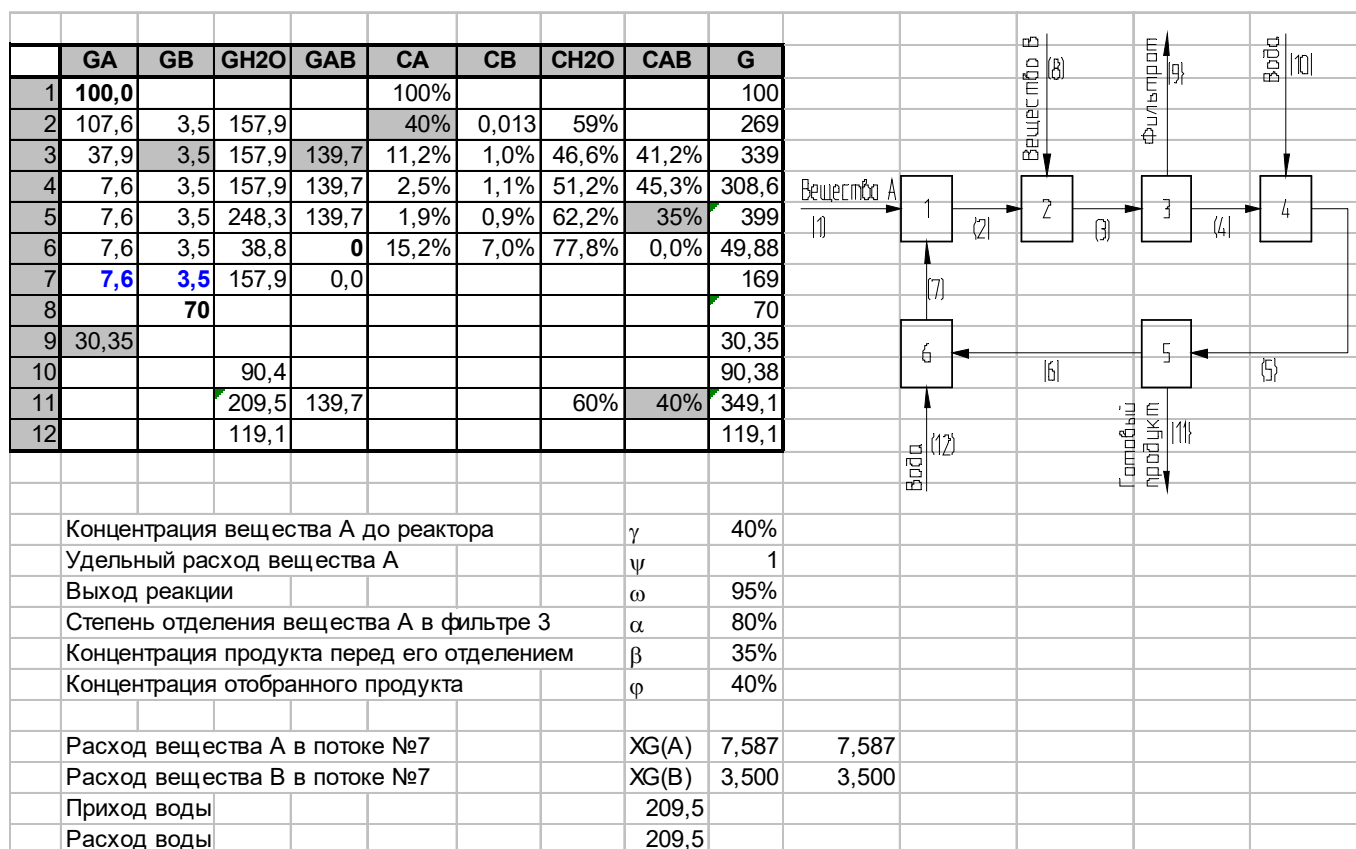 GA GB GH2O GAB CA CB CH2O CAB G
1 100,0 100% 100
2 107,6 3,5 157,9 40% 0,013 59% 269
3 37,9 3,5 157,9 139,7 11,2% 1,0% 46,6% 41,2% 339
4 7,6 3,5 157,9 139,7 2,5% 1,1% 51,2% 45,3% 308,6
5 7,6 3,5 248,3 139,7 1,9% 0,9% 62,2% 35% 399
6 7,6 3,5 38,8 0 15,2% 7,0% 77,8% 0,0% 49,88
7 7,6 3,5 157,9 0,0 169
8 70 70
9 30,35 30,35
10 90,4 90,38
11 209,5 139,7 60% 40% 349,1
12 119,1 119,1
Вещество В (8)
Фильтрат (9)
Вода (10)
Вещества А
(1)
1
(2)
2
(3)
3
(4)
4
(7)
6
(6)
5
(5)
Вода (12)
Готовый
продукт (11)
Концентрация вещества А до реактора γ 40%
Удельный расход вещества А ψ 1
Выход реакции ω 95%
Степень отделения вещества А в фильтре 3 α 80%
Концентрация продукта перед его отделением β 35%
Концентрация отобранного продукта φ 40%
Расход вещества А в потоке №7 XG(A) 7,587 7,587
Расход вещества В в потоке №7 XG(B) 3,500 3,500
Приход воды 209,5
Расход воды 209,5